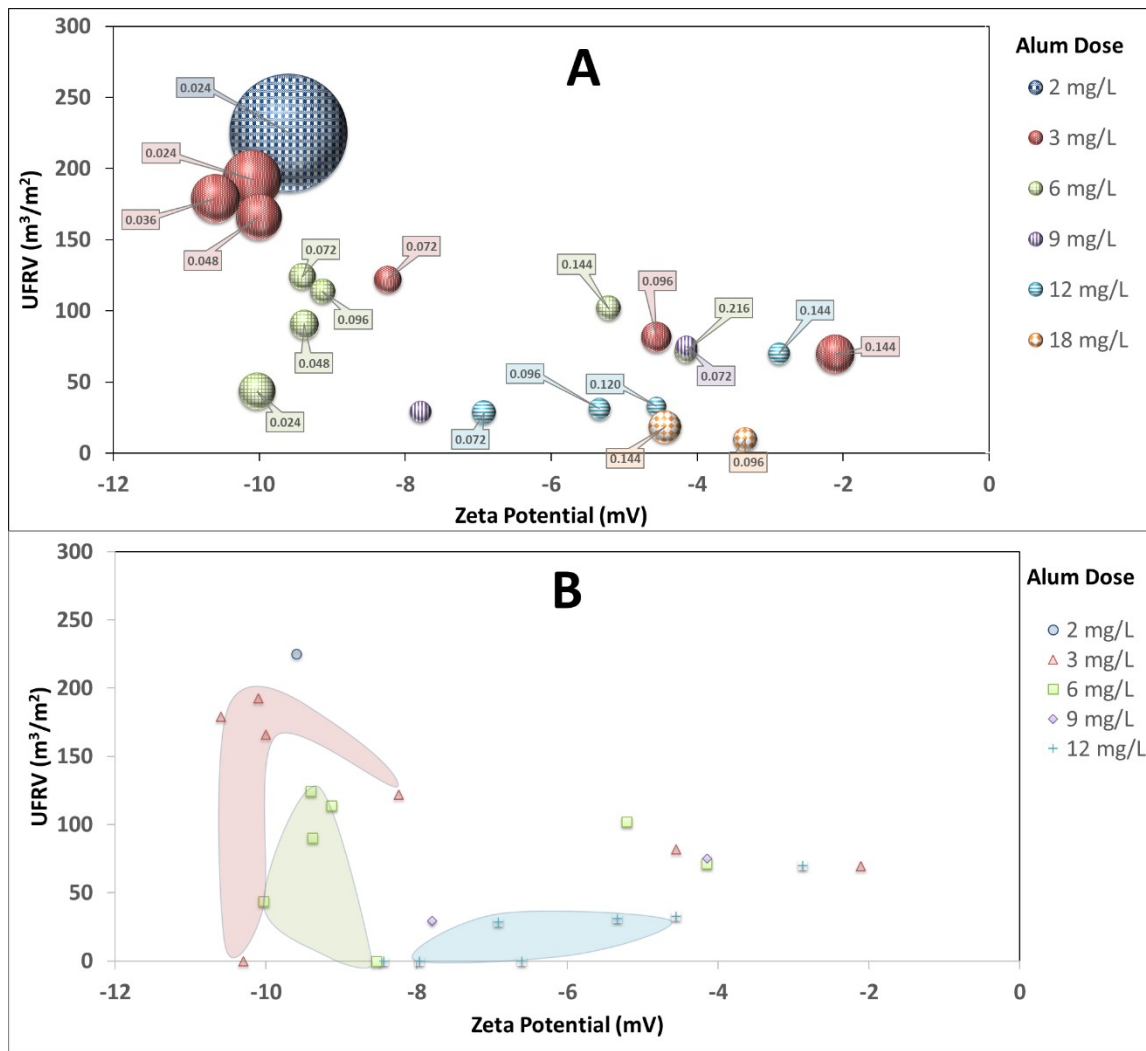 A
UFRV (m³/m²)
300
250
200
150
100
50
0
-12 -10 -8 -6 -4 -2 0
Zeta Potential (mV)
0.024
0.024
0.036
0.048
0.072
0.072
0.096
0.048
0.024
0.144
0.096
0.216
0.144
0.072
0.144
0.096
0.120
0.072
0.144
0.096
Alum Dose
2 mg/L
3 mg/L
6 mg/L
9 mg/L
12 mg/L
18 mg/L
B
UFRV (m³/m²)
300
250
200
150
100
50
0
-12 -10 -8 -6 -4 -2 0
Zeta Potential (mV)
Alum Dose
2 mg/L
3 mg/L
6 mg/L
9 mg/L
12 mg/L